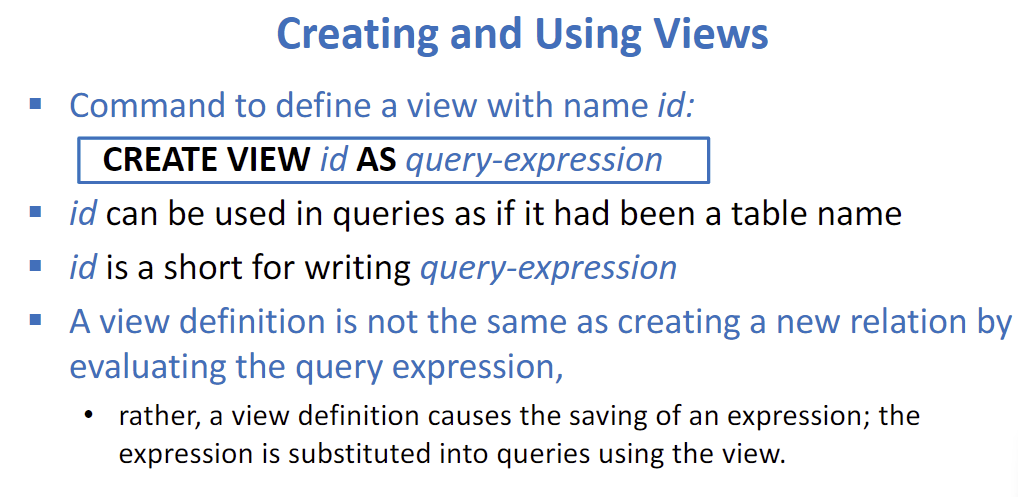 Creating and Using Views
▪ Command to define a view with name id:
CREATE VIEW id AS query-expression
▪ id can be used in queries as if it had been a table name
▪ id is a short for writing query-expression
▪ A view definition is not the same as creating a new relation by
evaluating the query expression,
• rather, a view definition causes the saving of an expression; the
expression is substituted into queries using the view.